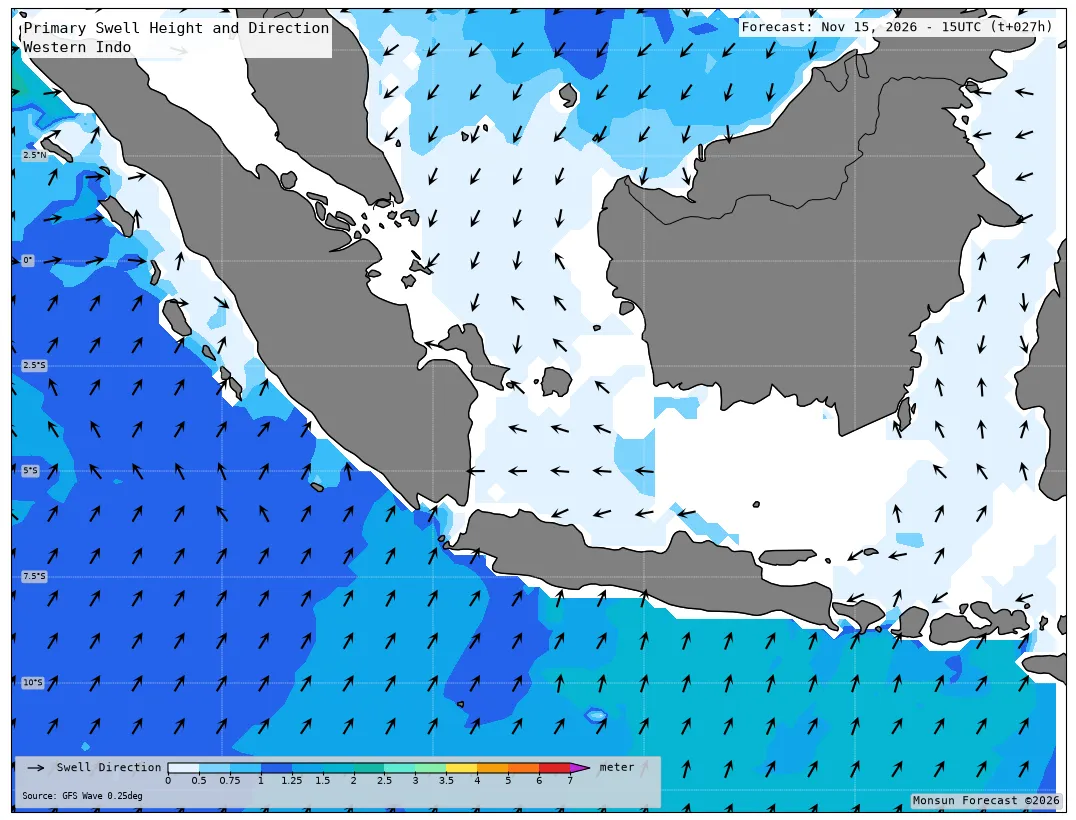 Primary Swell Height and Direction
Western Indo
Forecast: Nov 15, 2026 - 15UTC (t+027h)
2.5°N
0°
2.5°S
5°S
7.5°S
10°S
Swell Direction
meter
0 0.5 0.75 1 1.25 1.5 2 2.5 3 3.5 4 5 6 7
Source: GFS Wave 0.25deg
Monsun Forecast ©2026